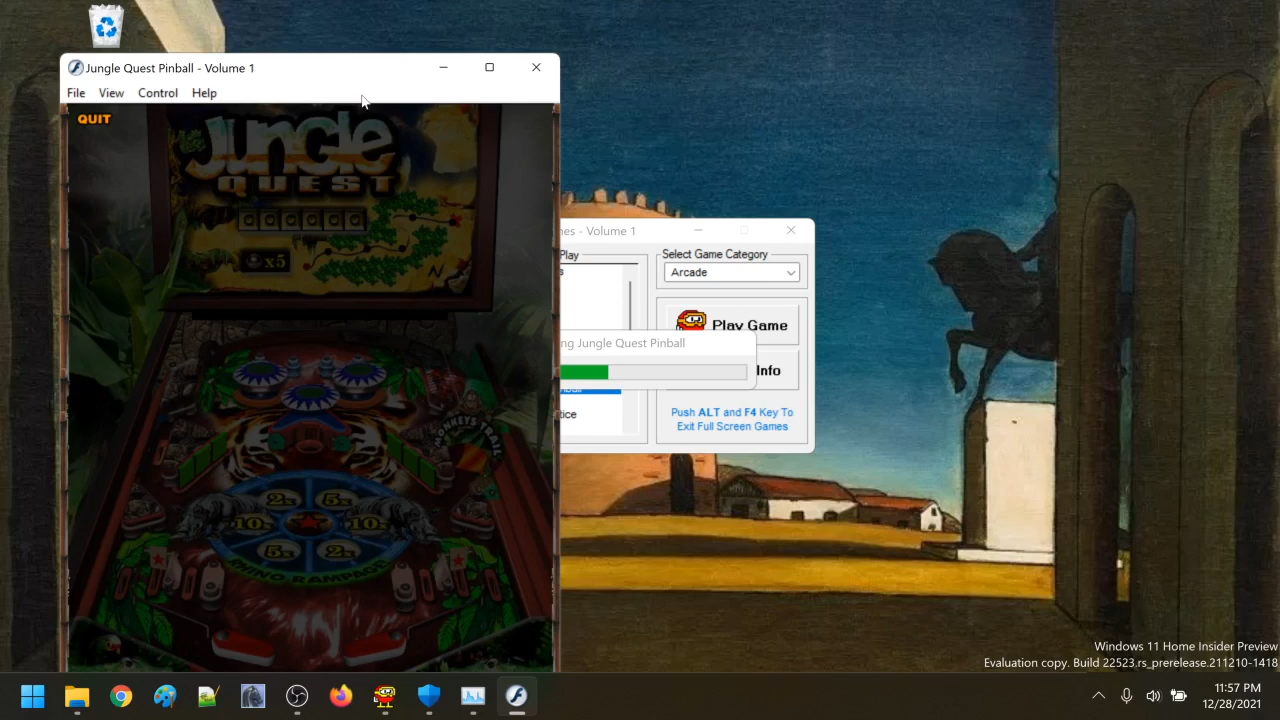 Jungle Quest Pinball - Volume 1
File View Control Help
QUIT
Jungle
QUEST
x5
MONKEYS TRAIL
2x 5x
10x 10x
5x 2x
RHINO RAMPAGE
- Volume 1
Play
Select Game Category
Arcade
Play Game
Jungle Quest Pinball
Info
Push ALT and F4 Key To
Exit Full Screen Games
Windows 11 Home Insider Preview
Evaluation copy. Build 22523.rs_prerelease.211210-1418
11:57 PM
12/28/2021